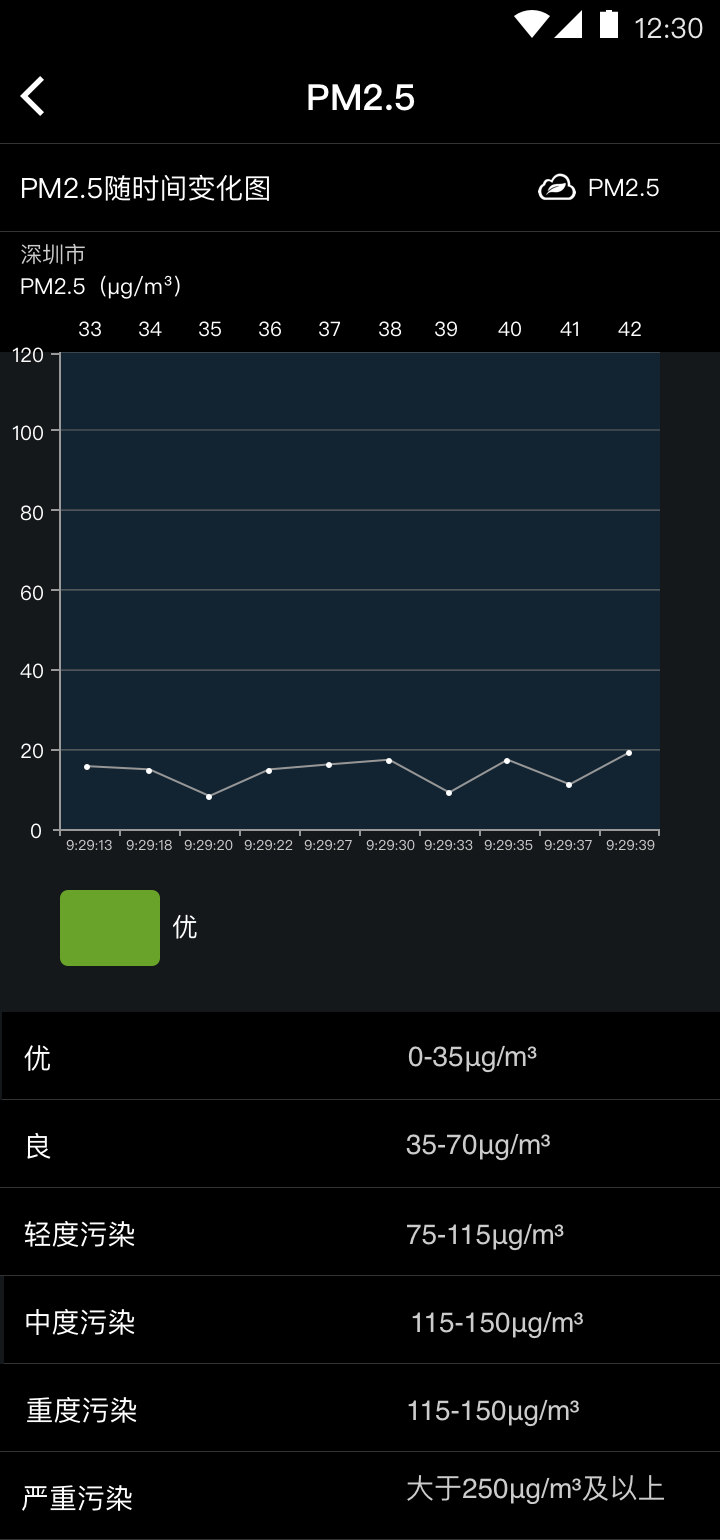 12:30
PM2.5
PM2.5随时间变化图
PM2.5
深圳市
PM2.5（μg/m³）
33 34 35 36 37 38 39 40 41 42
120
100
80
60
40
20
0
9:29:13 9:29:18 9:29:20 9:29:22 9:29:27 9:29:30 9:29:33 9:29:35 9:29:37 9:29:39
优
优 0-35μg/m³
良 35-70μg/m³
轻度污染 75-115μg/m³
中度污染 115-150μg/m³
重度污染 115-150μg/m³
严重污染 大于250μg/m³及以上